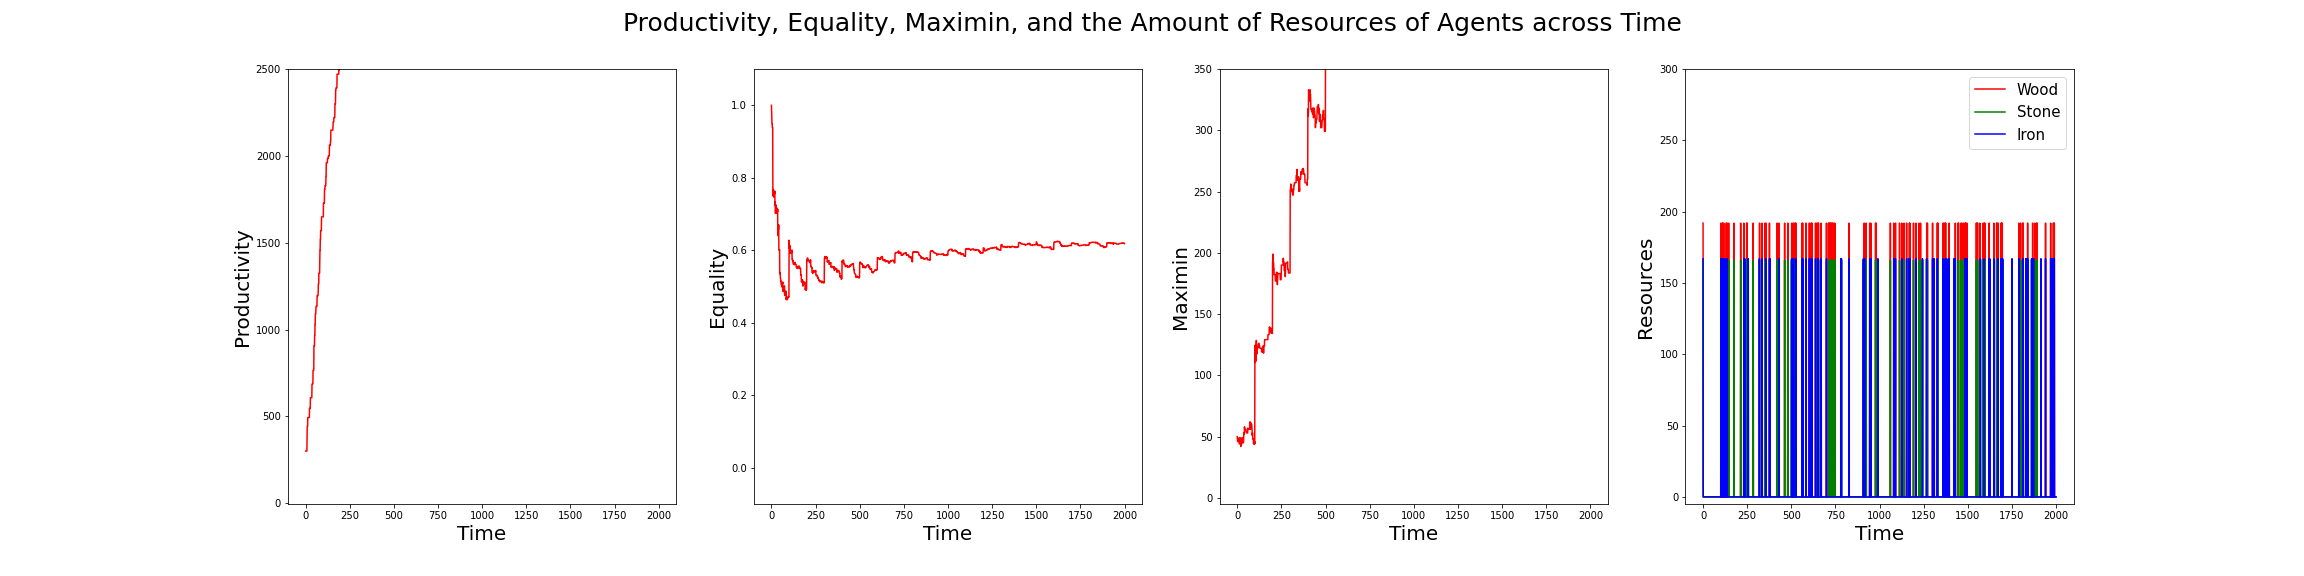 Productivity, Equality, Maximin, and the Amount of Resources of Agents across Time
Productivity
2500
2000
1500
1000
500
0
0 250 500 750 1000 1250 1500 1750 2000
Time
Equality
1.0
0.8
0.6
0.4
0.2
0.0
0 250 500 750 1000 1250 1500 1750 2000
Time
Maximin
350
300
250
200
150
100
50
0
0 250 500 750 1000 1250 1500 1750 2000
Time
Resources
300
250
200
150
100
50
0
0 250 500 750 1000 1250 1500 1750 2000
Time
Wood
Stone
Iron